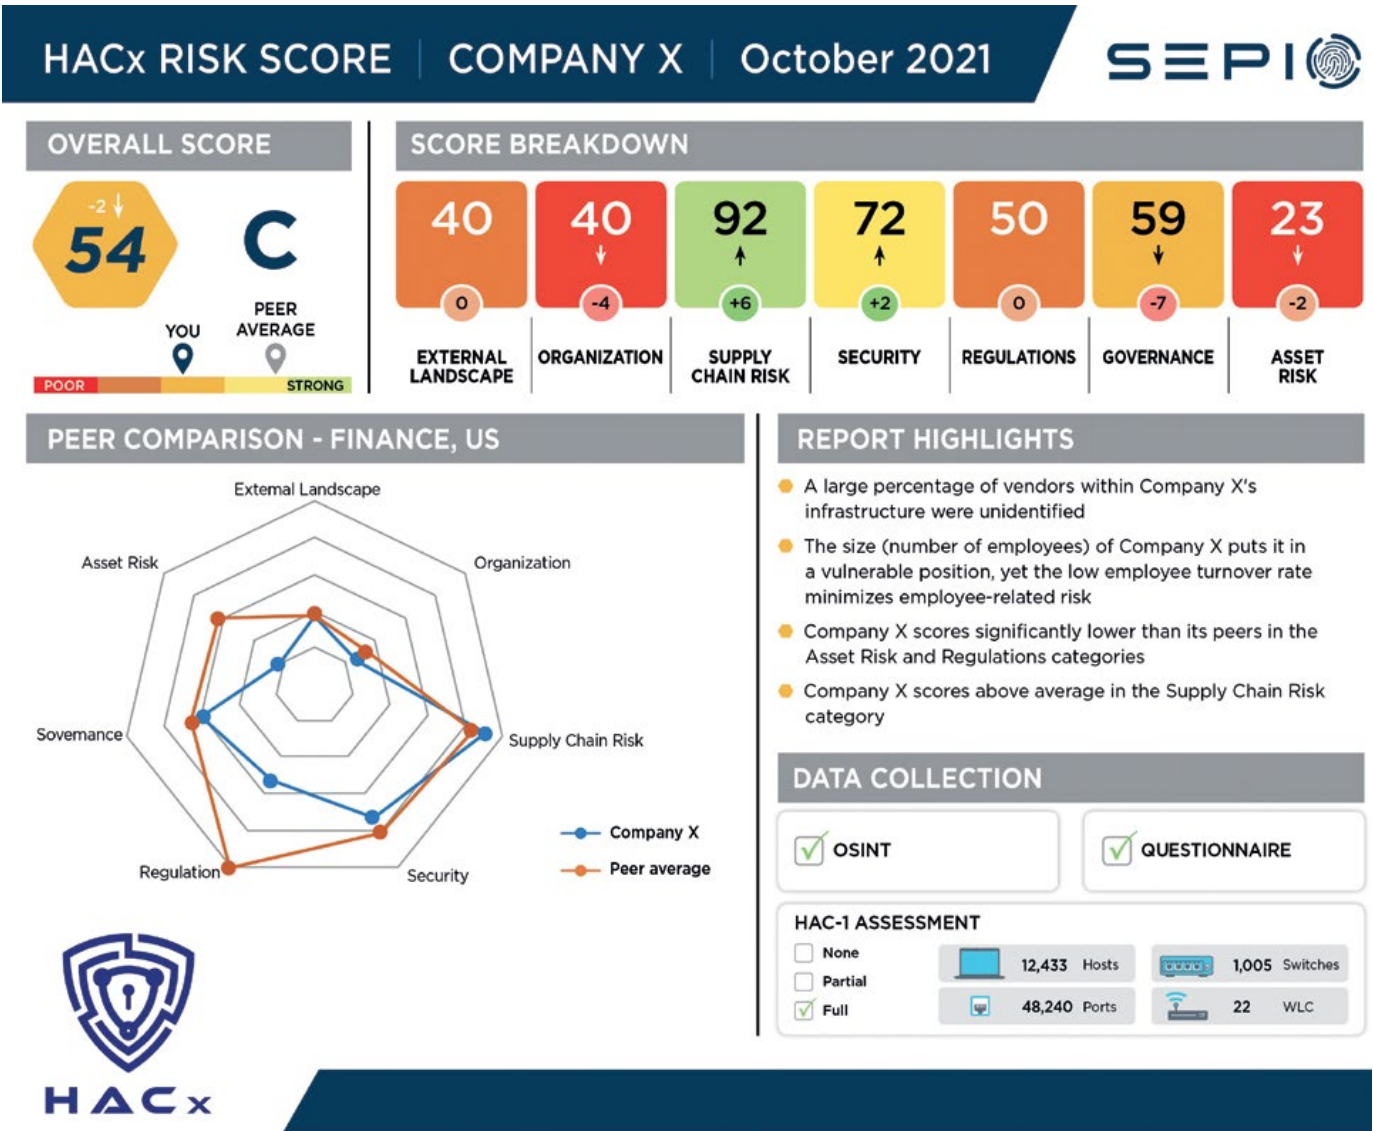 HACx RISK SCORE | COMPANY X | October 2021
SEPIO
OVERALL SCORE
-2
54
C
YOU
PEER
AVERAGE
POOR
STRONG
SCORE BREAKDOWN
40
0
EXTERNAL
LANDSCAPE
40
-4
ORGANIZATION
92
+6
SUPPLY
CHAIN RISK
72
+2
SECURITY
50
0
REGULATIONS
59
-7
GOVERNANCE
23
-2
ASSET
RISK
PEER COMPARISON - FINANCE, US
External Landscape
Asset Risk
Organization
Sovemance
Supply Chain Risk
Company X
Peer average
Regulation
Security
HACx
REPORT HIGHLIGHTS
A large percentage of vendors within Company X's
infrastructure were unidentified
The size (number of employees) of Company X puts it in
a vulnerable position, yet the low employee turnover rate
minimizes employee-related risk
Company X scores significantly lower than its peers in the
Asset Risk and Regulations categories
Company X scores above average in the Supply Chain Risk
category
DATA COLLECTION
OSINT
QUESTIONNAIRE
HAC-1 ASSESSMENT
None
Partial
Full
12,433 Hosts
1,005 Switches
48,240 Ports
22 WLC